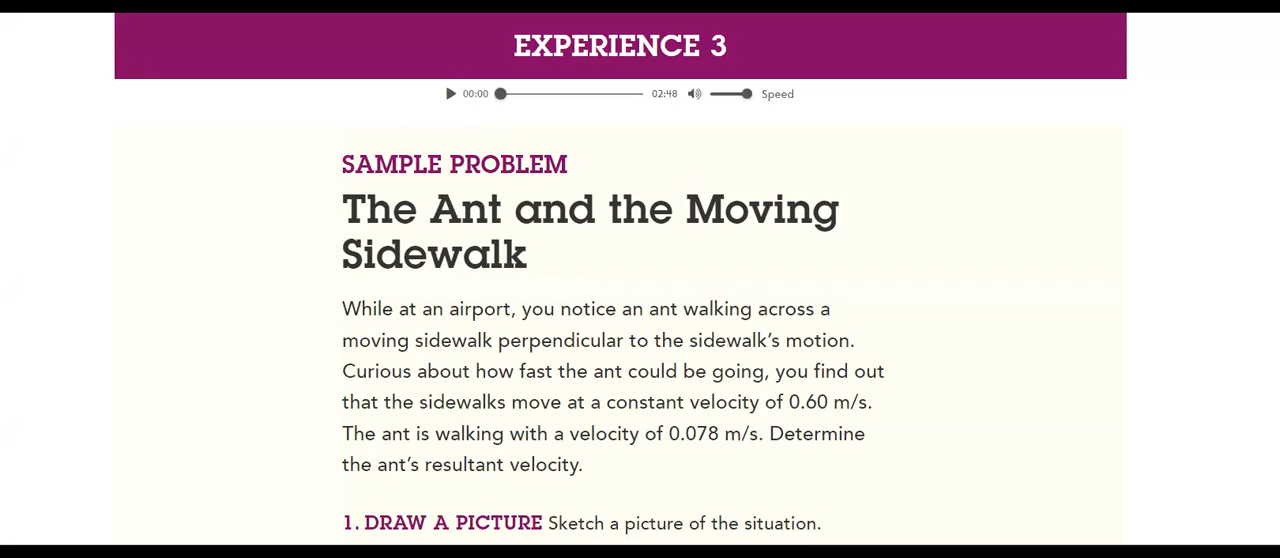 EXPERIENCE 3
00:00 02:48 Speed
SAMPLE PROBLEM
The Ant and the Moving
Sidewalk
While at an airport, you notice an ant walking across a
moving sidewalk perpendicular to the sidewalk’s motion.
Curious about how fast the ant could be going, you find out
that the sidewalks move at a constant velocity of 0.60 m/s.
The ant is walking with a velocity of 0.078 m/s. Determine
the ant’s resultant velocity.
1. DRAW A PICTURE Sketch a picture of the situation.